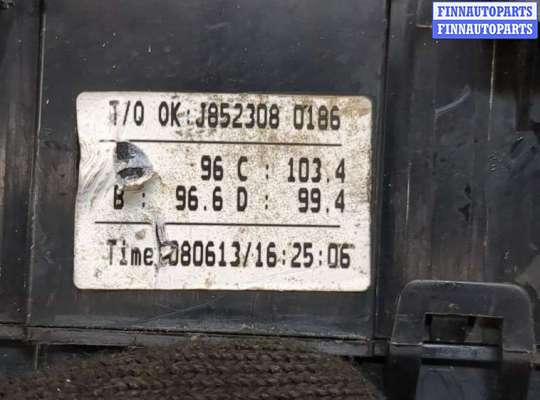 FINNAUTOPARTS
FINNAUTOPARTS
T/Q OK:J852308 0186
96 C : 103.4
B : 96.6 D : 99.4
Time 080613/16:25:06